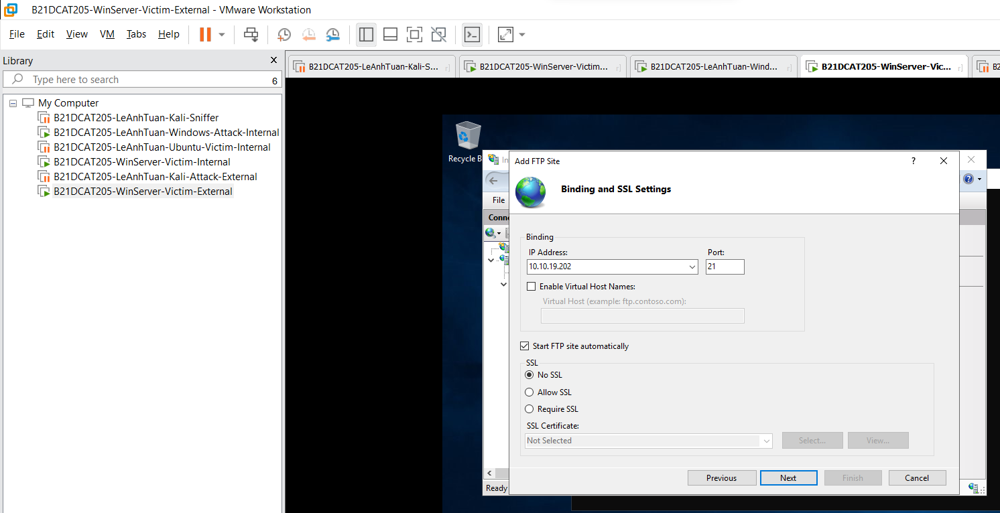 B21DCAT205-WinServer-Victim-External - VMware Workstation
File Edit View VM Tabs Help
Library
Type here to search
6
My Computer
B21DCAT205-LeAnhTuan-Kali-Sniffer
B21DCAT205-LeAnhTuan-Windows-Attack-Internal
B21DCAT205-LeAnhTuan-Ubuntu-Victim-Internal
B21DCAT205-WinServer-Victim-Internal
B21DCAT205-LeAnhTuan-Kali-Attack-External
B21DCAT205-WinServer-Victim-External
B21DCAT205-LeAnhTuan-Kali-S... B21DCAT205-WinServer-Victim... B21DCAT205-LeAnhTuan-Wind... B21DCAT205-WinServer-Vic... B2
Recycle B
In
Add FTP Site
?
Binding and SSL Settings
File
Conne
Binding
IP Address: Port:
10.10.19.202 21
Enable Virtual Host Names:
Virtual Host (example: ftp.contoso.com):
Start FTP site automatically
SSL
No SSL
Allow SSL
Require SSL
SSL Certificate:
Not Selected Select... View...
Previous Next Finish Cancel
Ready